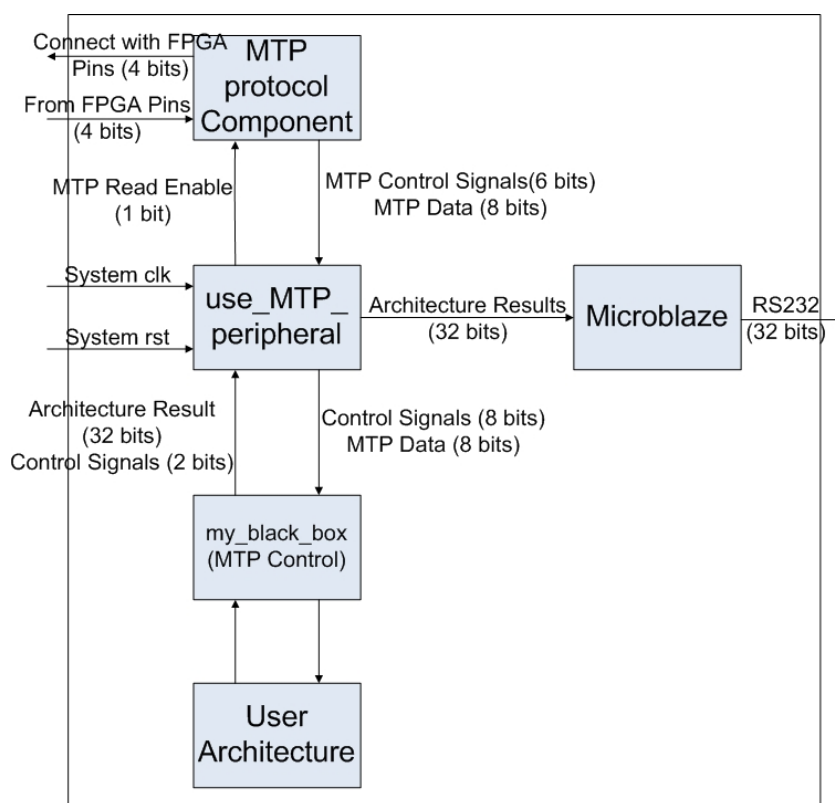 Connect with FPGA
Pins (4 bits)
MTP
protocol
Component
From FPGA Pins
(4 bits)
MTP Read Enable
(1 bit)
MTP Control Signals(6 bits)
MTP Data (8 bits)
System clk
System rst
use_MTP_
peripheral
Architecture Results
(32 bits)
Microblaze
RS232
(32 bits)
Architecture Result
(32 bits)
Control Signals (2 bits)
Control Signals (8 bits)
MTP Data (8 bits)
my_black_box
(MTP Control)
User
Architecture